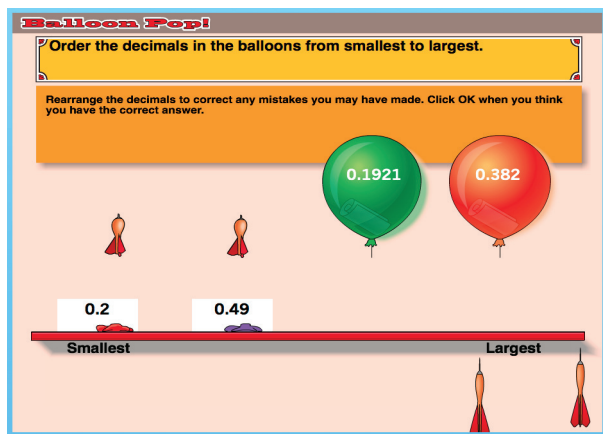 Balloon Pop!
Order the decimals in the balloons from smallest to largest.
Rearrange the decimals to correct any mistakes you may have made. Click OK when you think
you have the correct answer.
0.1921
0.382
0.2
0.49
Smallest
Largest